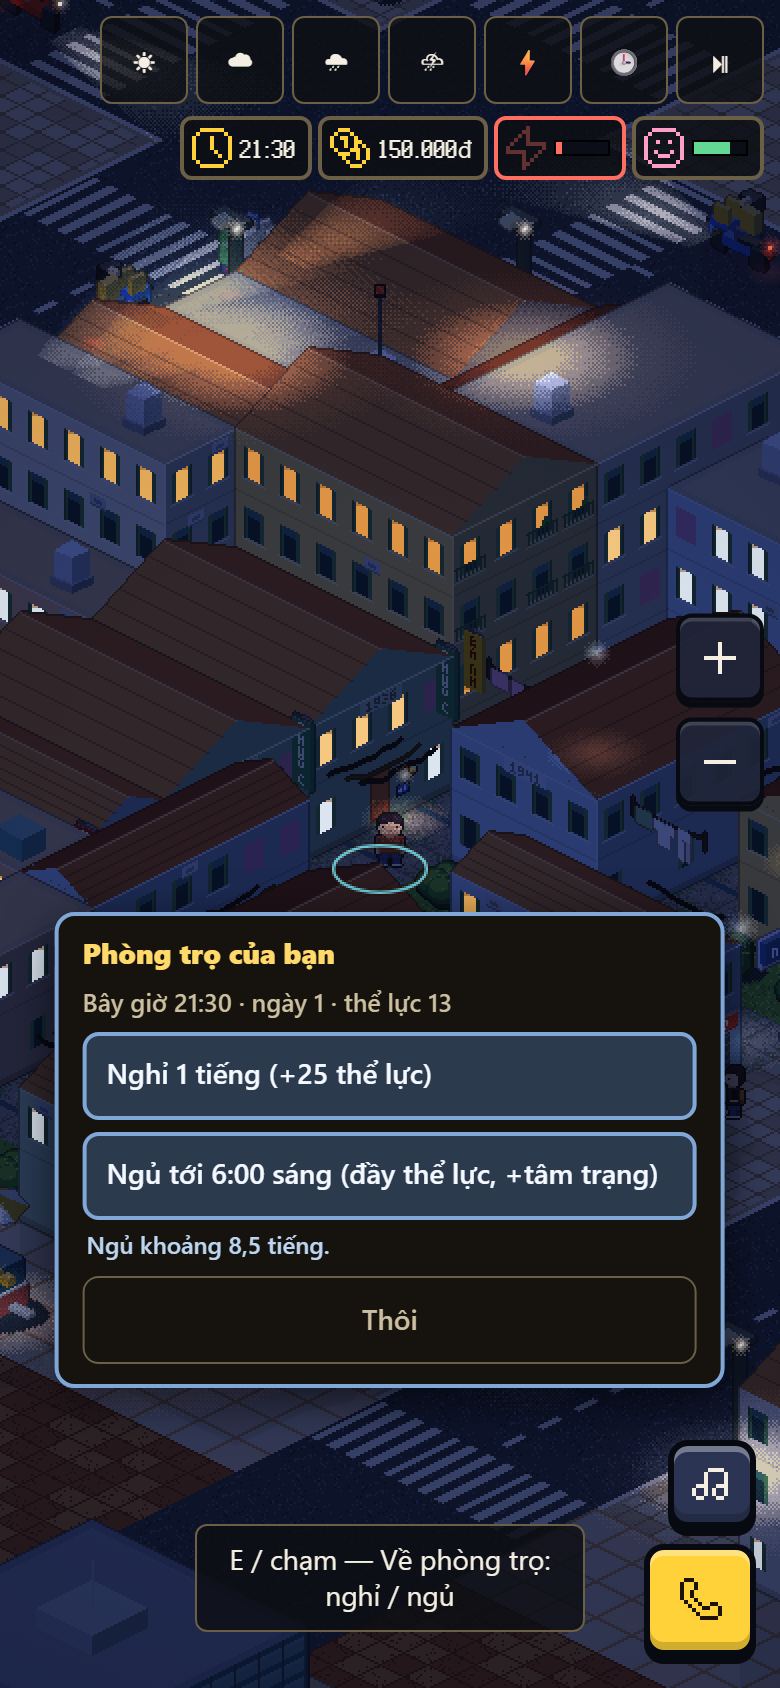 21:30
150.000đ
1941
Phòng trọ của bạn
Bây giờ 21:30 · ngày 1 · thể lực 13
Nghỉ 1 tiếng (+25 thể lực)
Ngủ tới 6:00 sáng (đầy thể lực, +tâm trạng)
Ngủ khoảng 8,5 tiếng.
Thôi
E / chạm — Về phòng trọ:
nghỉ / ngủ